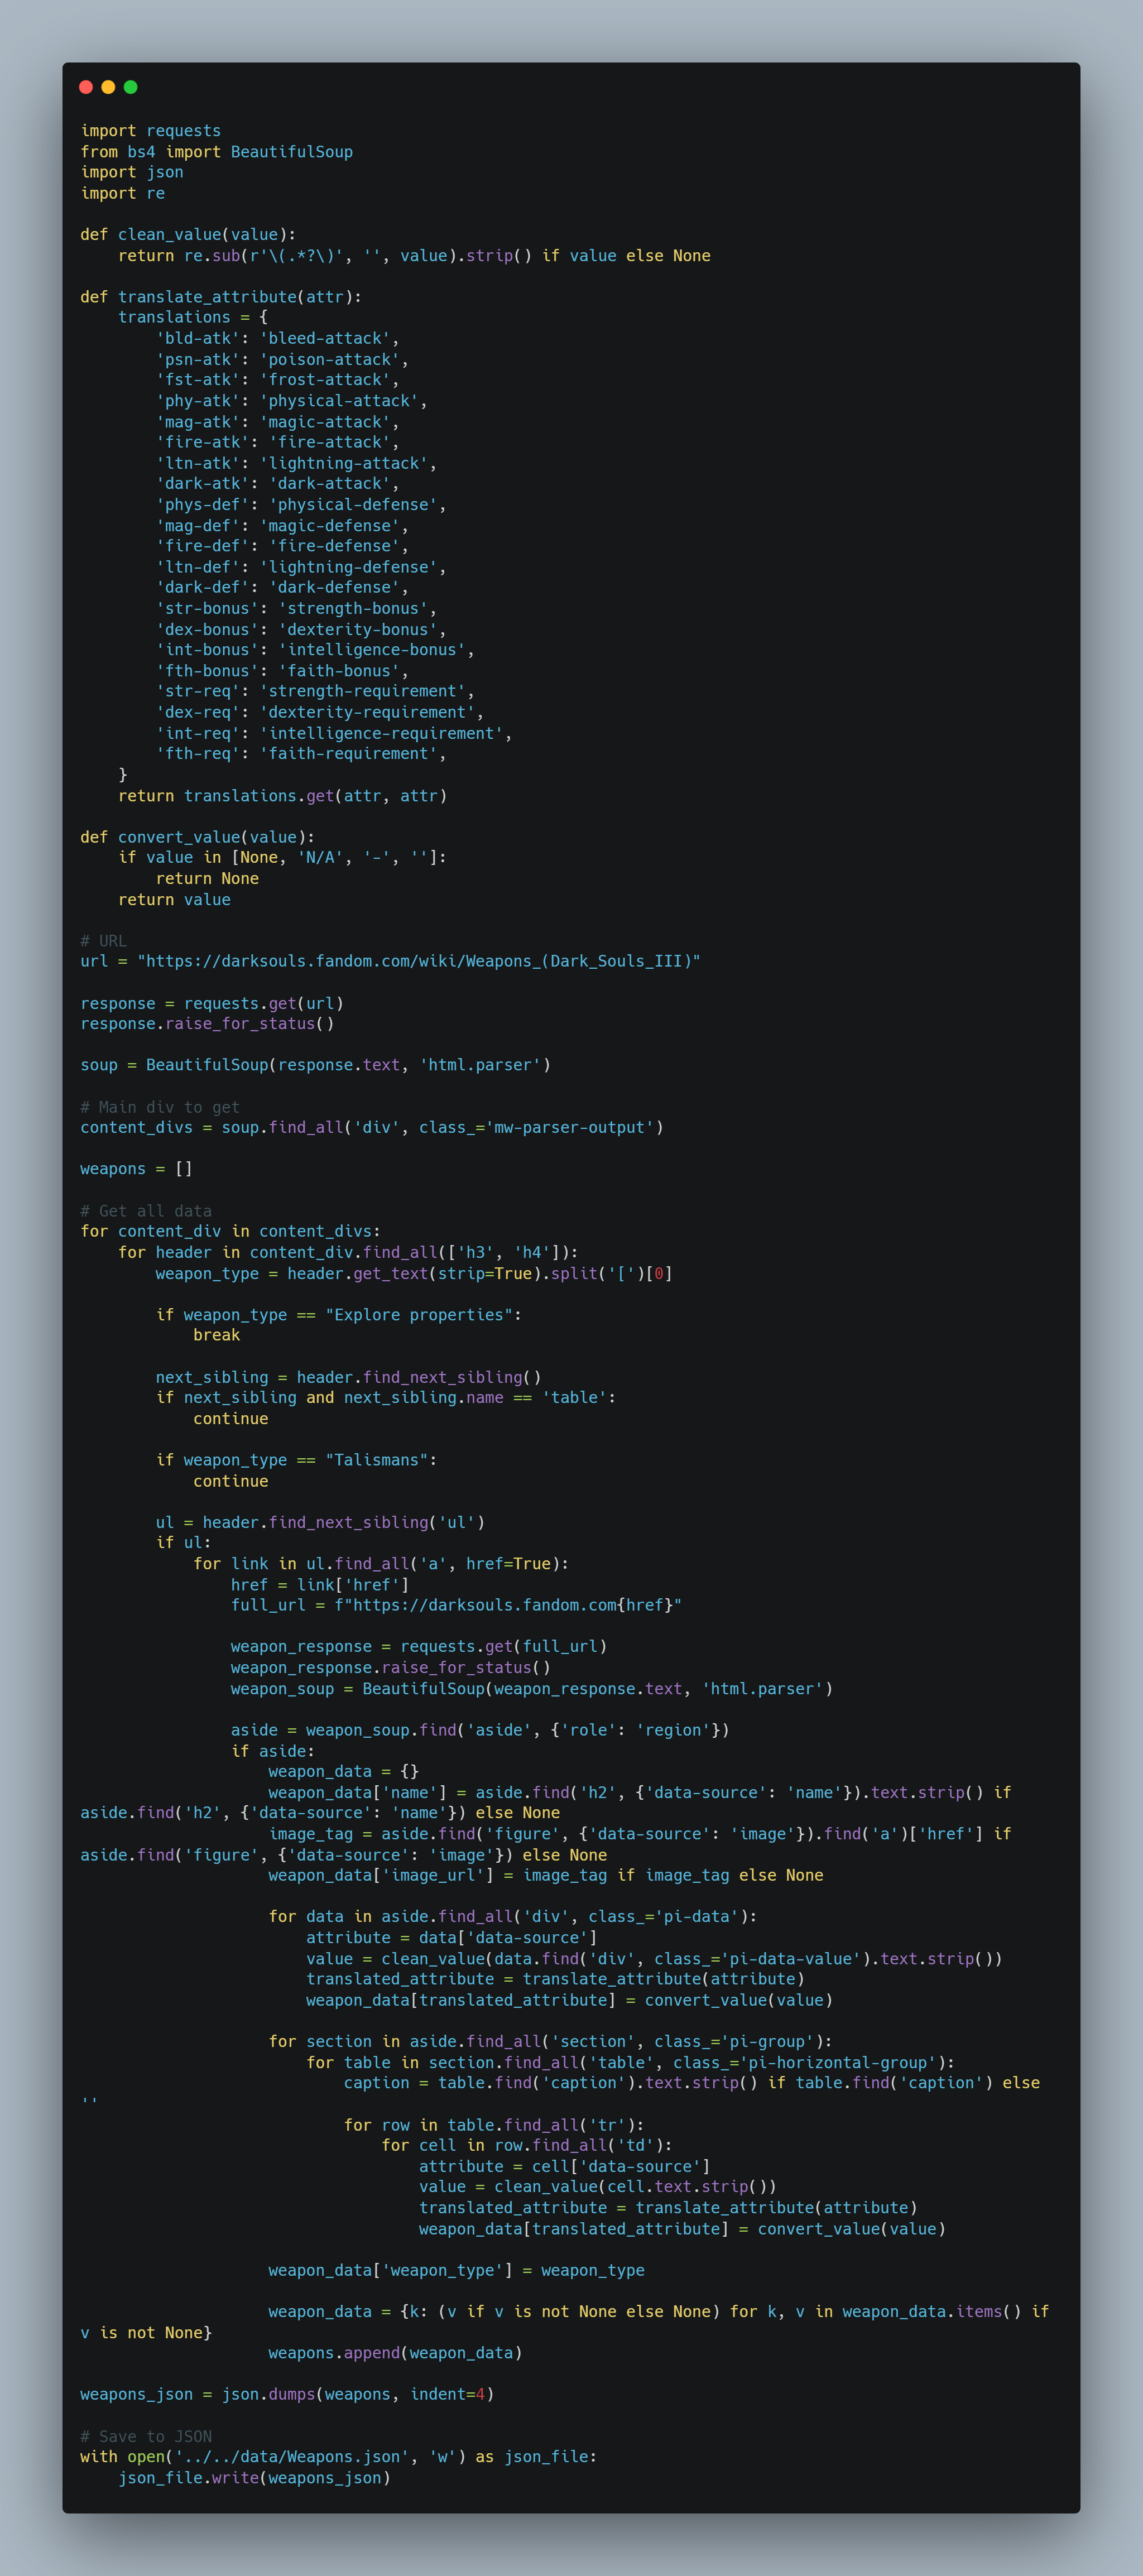 import requests
from bs4 import BeautifulSoup
import json
import re

def clean_value(value):
    return re.sub(r'\(.*?\)', '', value).strip() if value else None

def translate_attribute(attr):
    translations = {
        'bld-atk': 'bleed-attack',
        'psn-atk': 'poison-attack',
        'fst-atk': 'frost-attack',
        'phy-atk': 'physical-attack',
        'mag-atk': 'magic-attack',
        'fire-atk': 'fire-attack',
        'ltn-atk': 'lightning-attack',
        'dark-atk': 'dark-attack',
        'phys-def': 'physical-defense',
        'mag-def': 'magic-defense',
        'fire-def': 'fire-defense',
        'ltn-def': 'lightning-defense',
        'dark-def': 'dark-defense',
        'str-bonus': 'strength-bonus',
        'dex-bonus': 'dexterity-bonus',
        'int-bonus': 'intelligence-bonus',
        'fth-bonus': 'faith-bonus',
        'str-req': 'strength-requirement',
        'dex-req': 'dexterity-requirement',
        'int-req': 'intelligence-requirement',
        'fth-req': 'faith-requirement',
    }
    return translations.get(attr, attr)

def convert_value(value):
    if value in [None, 'N/A', '-', '']:
        return None
    return value

# URL
url = "https://darksouls.fandom.com/wiki/Weapons_(Dark_Souls_III)"

response = requests.get(url)
response.raise_for_status()

soup = BeautifulSoup(response.text, 'html.parser')

# Main div to get
content_divs = soup.find_all('div', class_='mw-parser-output')

weapons = []

# Get all data
for content_div in content_divs:
    for header in content_div.find_all(['h3', 'h4']):
        weapon_type = header.get_text(strip=True).split('[')[0]

        if weapon_type == "Explore properties":
            break

        next_sibling = header.find_next_sibling()
        if next_sibling and next_sibling.name == 'table':
            continue

        if weapon_type == "Talismans":
            continue

        ul = header.find_next_sibling('ul')
        if ul:
            for link in ul.find_all('a', href=True):
                href = link['href']
                full_url = f"https://darksouls.fandom.com{href}"

                weapon_response = requests.get(full_url)
                weapon_response.raise_for_status()
                weapon_soup = BeautifulSoup(weapon_response.text, 'html.parser')

                aside = weapon_soup.find('aside', {'role': 'region'})
                if aside:
                    weapon_data = {}
                    weapon_data['name'] = aside.find('h2', {'data-source': 'name'}).text.strip() if
aside.find('h2', {'data-source': 'name'}) else None
                    image_tag = aside.find('figure', {'data-source': 'image'}).find('a')['href'] if
aside.find('figure', {'data-source': 'image'}) else None
                    weapon_data['image_url'] = image_tag if image_tag else None

                    for data in aside.find_all('div', class_='pi-data'):
                        attribute = data['data-source']
                        value = clean_value(data.find('div', class_='pi-data-value').text.strip())
                        translated_attribute = translate_attribute(attribute)
                        weapon_data[translated_attribute] = convert_value(value)

                    for section in aside.find_all('section', class_='pi-group'):
                        for table in section.find_all('table', class_='pi-horizontal-group'):
                            caption = table.find('caption').text.strip() if table.find('caption') else
''
                            for row in table.find_all('tr'):
                                for cell in row.find_all('td'):
                                    attribute = cell['data-source']
                                    value = clean_value(cell.text.strip())
                                    translated_attribute = translate_attribute(attribute)
                                    weapon_data[translated_attribute] = convert_value(value)

                    weapon_data['weapon_type'] = weapon_type

                    weapon_data = {k: (v if v is not None else None) for k, v in weapon_data.items() if
v is not None}
                    weapons.append(weapon_data)

weapons_json = json.dumps(weapons, indent=4)

# Save to JSON
with open('../../data/Weapons.json', 'w') as json_file:
    json_file.write(weapons_json)